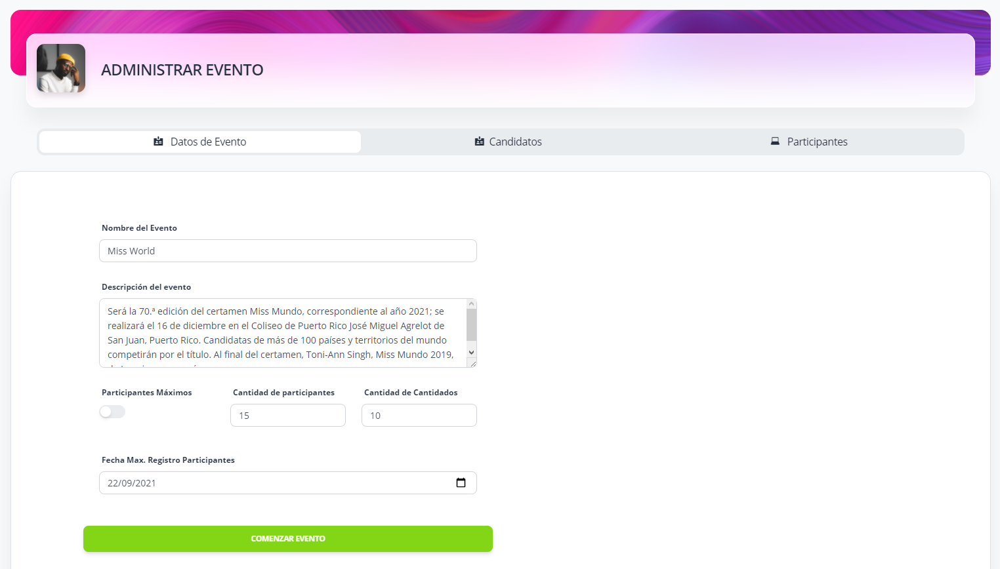 ADMINISTRAR EVENTO
Datos de Evento
Candidatos
Participantes
Nombre del Evento
Miss World
Descripción del evento
Será la 70.ª edición del certamen Miss Mundo, correspondiente al año 2021; se
realizará el 16 de diciembre en el Coliseo de Puerto Rico José Miguel Agrelot de
San Juan, Puerto Rico. Candidatas de más de 100 países y territorios del mundo
competirán por el título. Al final del certamen, Toni-Ann Singh, Miss Mundo 2019,
Participantes Máximos
Cantidad de participantes
Cantidad de Cantidados
15
10
Fecha Max. Registro Participantes
22/09/2021
COMENZAR EVENTO